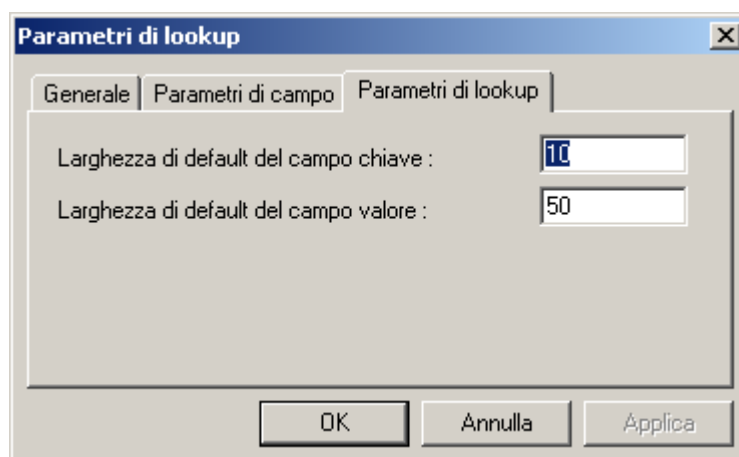 Parametri di lookup
Generale Parametri di campo Parametri di lookup
Larghezza di default del campo chiave : 10
Larghezza di default del campo valore : 50
OK Annulla Applica